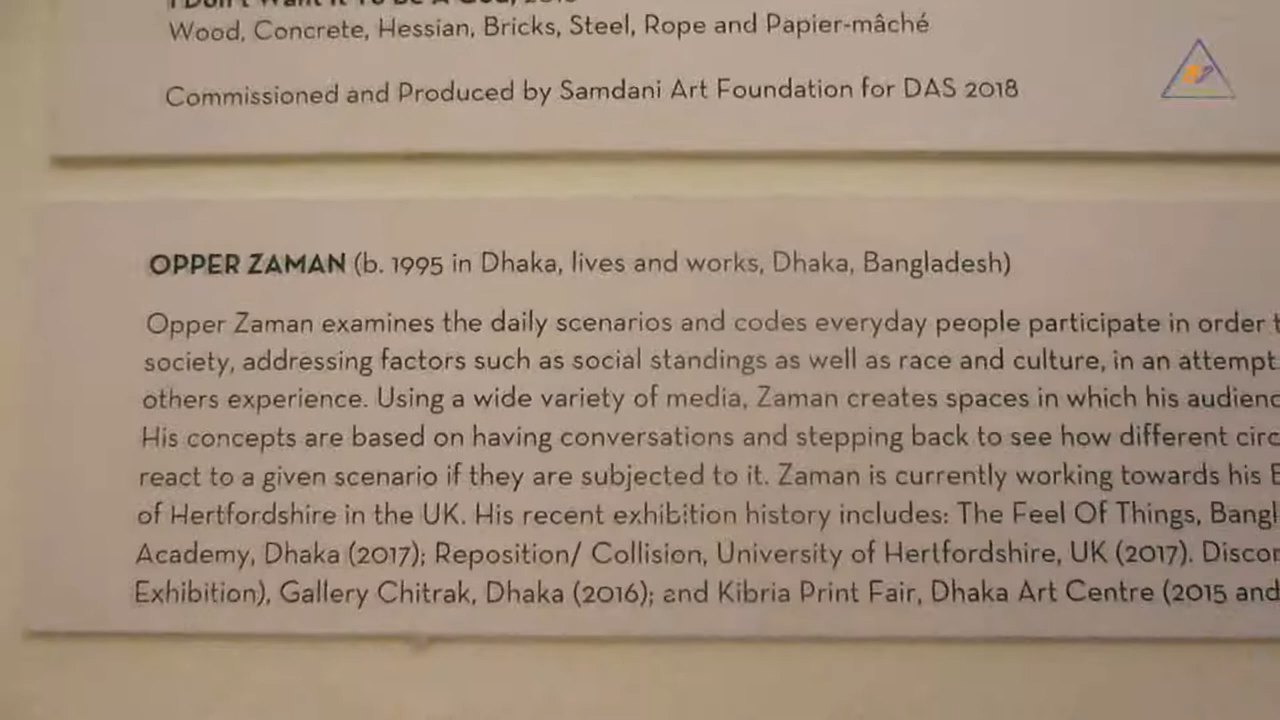 I Don't Want It To Be A God,
Wood, Concrete, Hessian, Bricks, Steel, Rope and Papier-mâché
Commissioned and Produced by Samdani Art Foundation for DAS 2018
OPPER ZAMAN (b. 1995 in Dhaka, lives and works, Dhaka, Bangladesh)
Opper Zaman examines the daily scenarios and codes everyday people participate in order
society, addressing factors such as social standings as well as race and culture, in an attempt
others experience. Using a wide variety of media, Zaman creates spaces in which his
His concepts are based on having conversations and stepping back to see how different
react to a given scenario if they are subjected to it. Zaman is currently working towards his
of Hertfordshire in the UK. His recent exhibition history includes: The Feel Of Things,
Academy, Dhaka (2017); Reposition/ Collision, University of Hertfordshire, UK (2017).
Exhibition), Gallery Chitrak, Dhaka (2016); and Kibria Print Fair, Dhaka Art Centre (2015 and